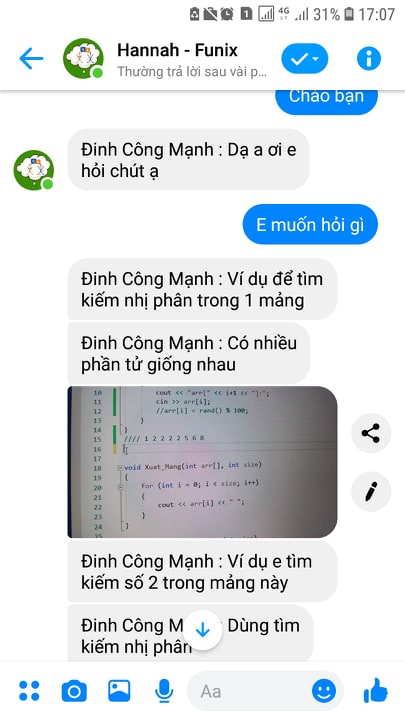 1 4G 31% 17:07
Hannah - Funix
Thường trả lời sau vài p...
Chào bạn
Đinh Công Mạnh : Dạ a ơi e
hỏi chút ạ
E muốn hỏi gì
Đinh Công Mạnh : Ví dụ để tìm
kiếm nhị phân trong 1 mảng
Đinh Công Mạnh : Có nhiều
phần tử giống nhau
10 cout << "arr[" << i+1 << "]:";
11 cin >> arr[i];
12 //arr[i] = rand() % 100;
13 }
14 }
15 //// 1 2 2 2 2 5 6 8
16
17
18 void Xuat_Mang(int arr[], int size)
19 {
20 for (int i = 0; i < size; i++)
21 {
22 cout << arr[i] << " ";
23 }
24 }
25
Đinh Công Mạnh : Ví dụ e tìm
kiếm số 2 trong mảng này
Đinh Công M Dùng tìm
kiếm nhị phân
Aa